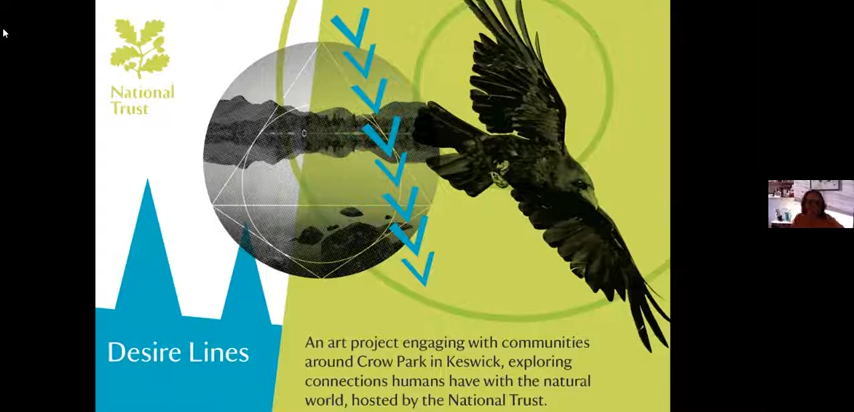 National
Trust
Desire Lines
An art project engaging with communities
around Crow Park in Keswick, exploring
connections humans have with the natural
world, hosted by the National Trust.